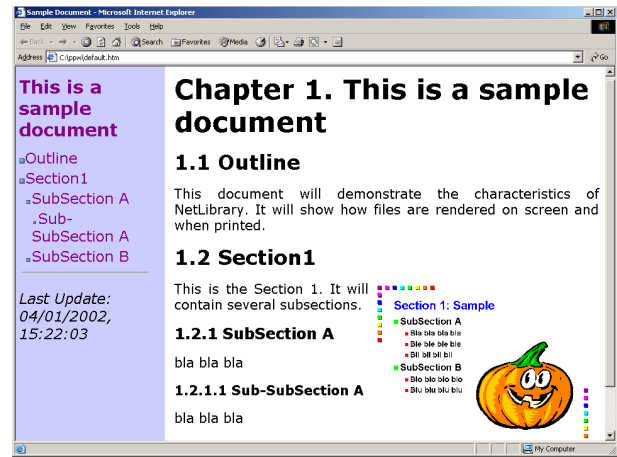 Sample Document - Microsoft Internet Explorer
File Edit View Favorites Tools Help
Back Search Favorites Media
Address C:\ppw\default.htm Go
This is a
sample
document
Outline
Section1
SubSection A
Sub-
SubSection A
SubSection B
Last Update:
04/01/2002,
15:22:03
Chapter 1. This is a sample
document
1.1 Outline
This document will demonstrate the characteristics of
NetLibrary. It will show how files are rendered on screen and
when printed.
1.2 Section1
This is the Section 1. It will
contain several subsections.
1.2.1 SubSection A
bla bla bla
1.2.1.1 Sub-SubSection A
bla bla bla
Section 1: Sample
SubSection A
Bla bla bla bla
Ble ble ble ble
Bli bli bli bli
SubSection B
Blo blo blo blo
Blu blu blu blu
My Computer